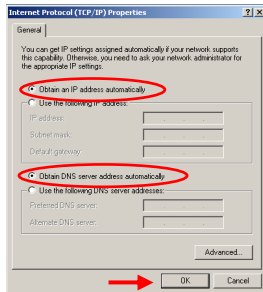 Internet Protocol (TCP/IP) Properties
General
You can get IP settings assigned automatically if your network supports
this capability. Otherwise, you need to ask your network administrator for
the appropriate IP settings.
Obtain an IP address automatically
Use the following IP address:
IP address:
Subnet mask:
Default gateway:
Obtain DNS server address automatically
Use the following DNS server addresses:
Preferred DNS server:
Alternate DNS server:
Advanced...
OK
Cancel